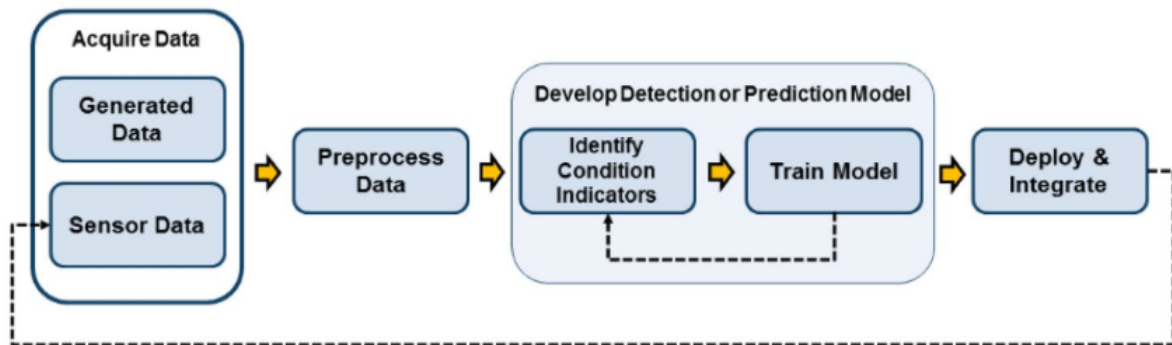 Acquire Data
Generated
Data
Sensor Data
Preprocess
Data
Develop Detection or Prediction Model
Identify
Condition
Indicators
Train Model
Deploy &
Integrate